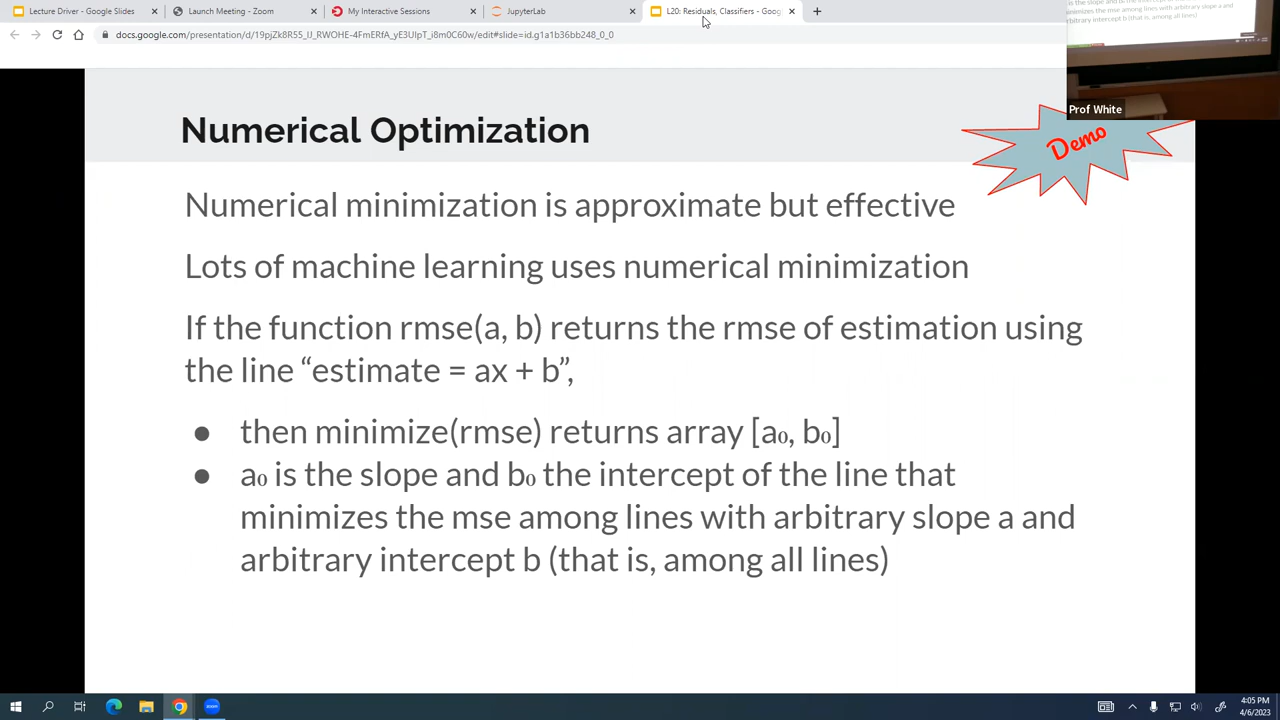 Lecture Driver - Google Slides
Launch Meeting - Zoom
My Interactive Sessions
JupyterLab
L20: Residuals, Classifiers - Goog
Prof White
Numerical Optimization
Demo
Numerical minimization is approximate but effective
Lots of machine learning uses numerical minimization
If the function rmse(a, b) returns the rmse of estimation using
the line “estimate = ax + b”,
● then minimize(rmse) returns array [a₀, b₀]
● a₀ is the slope and b₀ the intercept of the line that
minimizes the mse among lines with arbitrary slope a and
arbitrary intercept b (that is, among all lines)
4:05 PM
4/6/2023